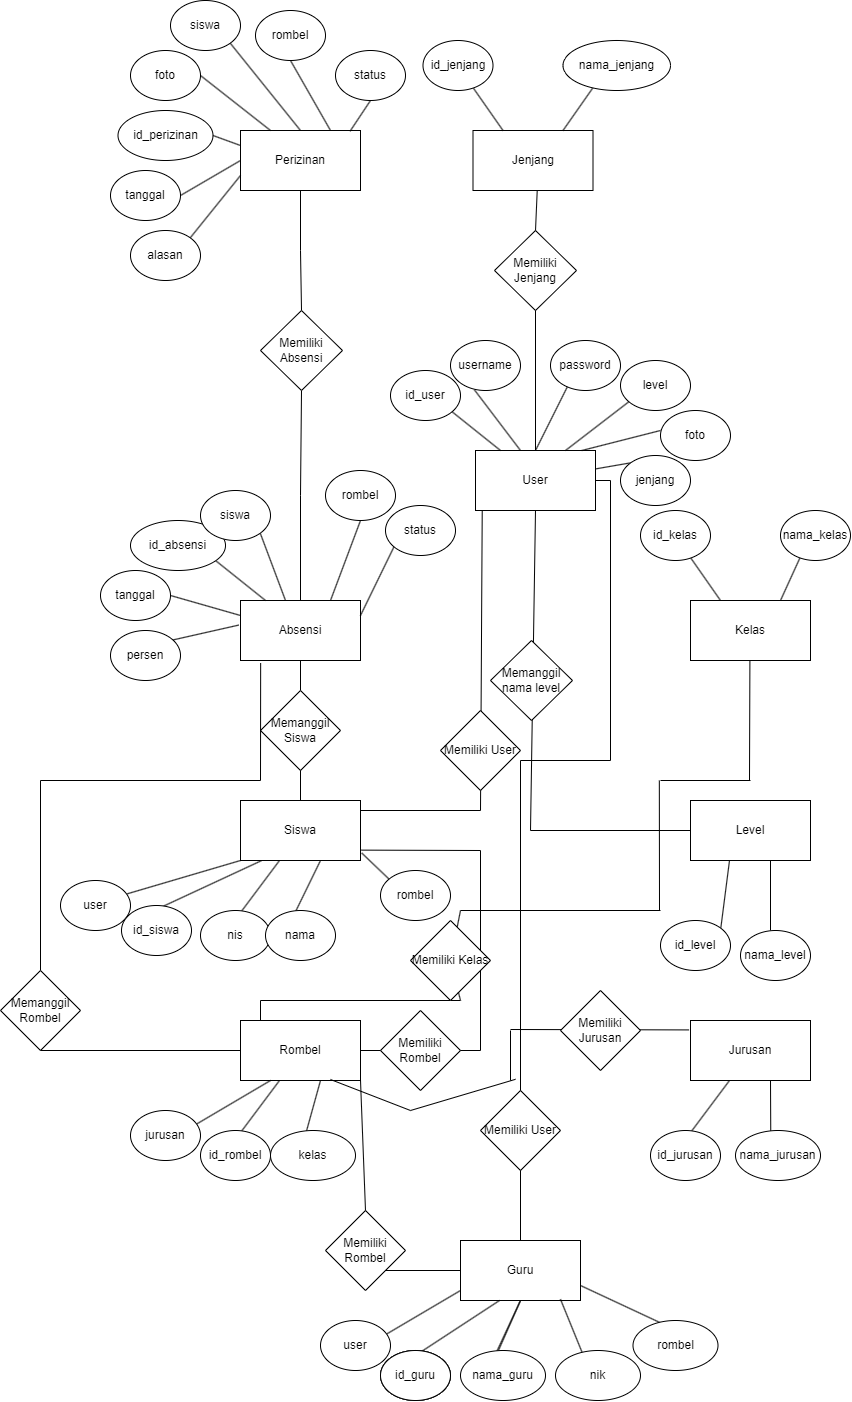 siswa
rombel
foto
status
id_jenjang
nama_jenjang
id_perizinan
Perizinan
Jenjang
tanggal
alasan
Memiliki
Jenjang
Memiliki
Absensi
username
password
id_user
level
foto
User
jenjang
rombel
siswa
status
id_absensi
id_kelas
nama_kelas
tanggal
Absensi
Kelas
persen
Memanggil
nama level
Memanggil
Siswa
Memiliki User
Siswa
Level
user
rombel
id_siswa
nis
nama
id_level
nama_level
Memiliki Kelas
Memanggil
Rombel
Rombel
Memiliki
Rombel
Memiliki
Jurusan
Jurusan
jurusan
id_rombel
kelas
Memiliki User
id_jurusan
nama_jurusan
Memiliki
Rombel
Guru
user
id_guru
nama_guru
nik
rombel